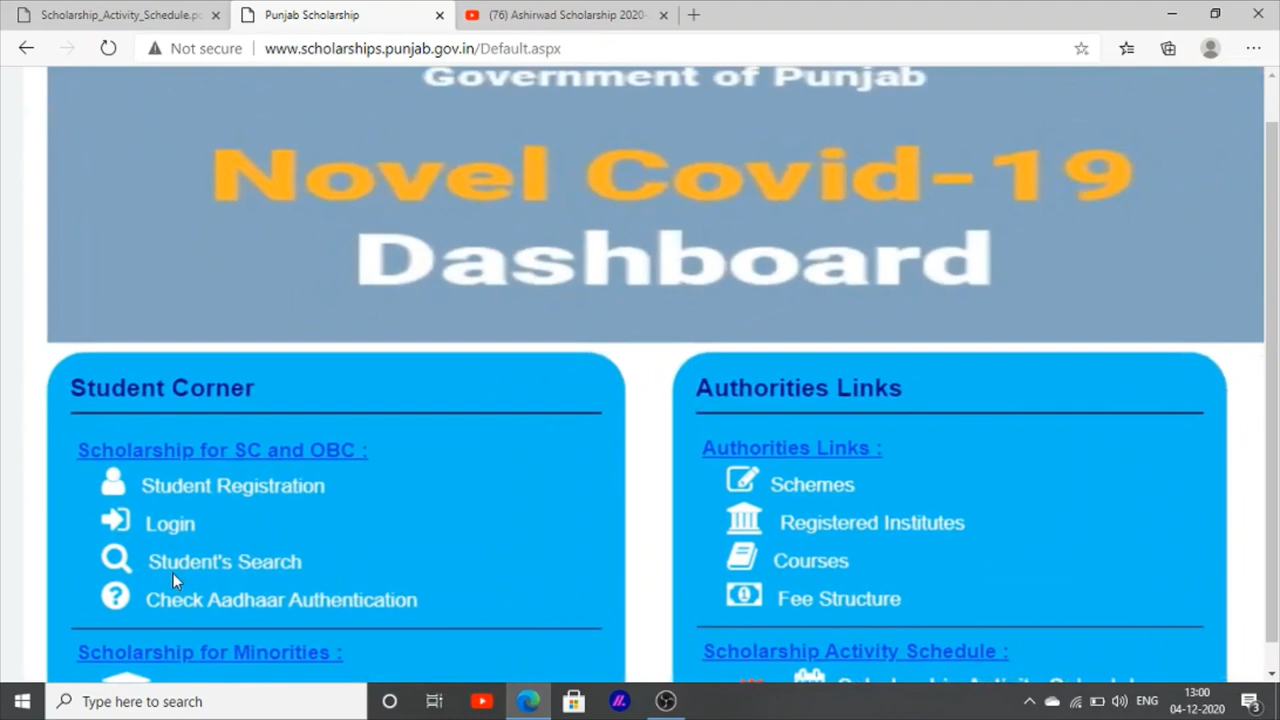 Scholarship_Activity_Schedule.pd
Punjab Scholarship
(76) Ashirwad Scholarship 2020-
Not secure
www.scholarships.punjab.gov.in/Default.aspx
Government of Punjab
Novel Covid-19
Dashboard
Student Corner
Scholarship for SC and OBC :
Student Registration
Login
Student's Search
Check Aadhaar Authentication
Scholarship for Minorities :
Authorities Links
Authorities Links :
Schemes
Registered Institutes
Courses
Fee Structure
Scholarship Activity Schedule :
Type here to search
ENG
13:00
04-12-2020
3